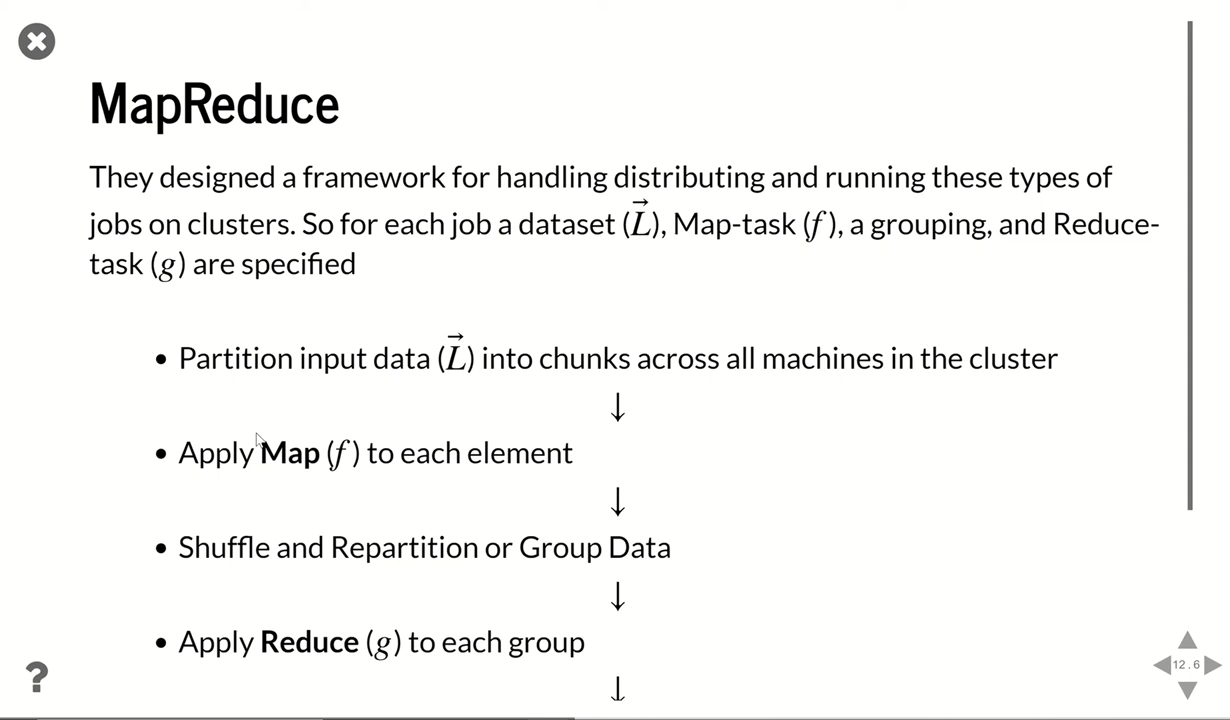 MapReduce
They designed a framework for handling distributing and running these types of
jobs on clusters. So for each job a dataset (L⃗), Map-task (f), a grouping, and Reduce-
task (g) are specified
• Partition input data (L⃗) into chunks across all machines in the cluster
↓
• Apply Map (f) to each element
↓
• Shuffle and Repartition or Group Data
↓
• Apply Reduce (g) to each group
↓
?
12.6